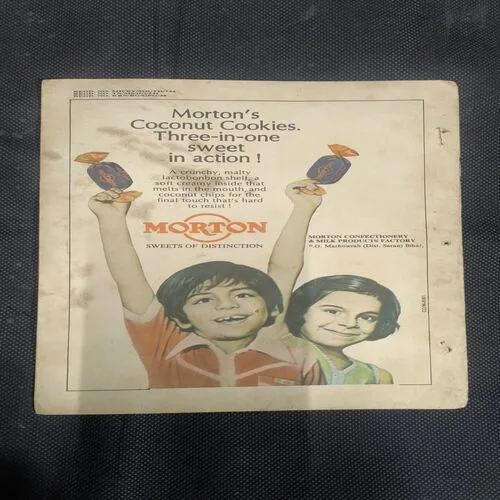 Morton's
Coconut Cookies.
Three-in-one
sweet
in action !
A crunchy, malty
lactobonbon shell, a
soft creamy inside that
melts in the mouth, and
coconut chips for the
final touch that's hard
to resist !
MORTON
SWEETS OF DISTINCTION
MORTON CONFECTIONERY
& MILK PRODUCTS FACTORY
P.O. Marhowrah (Dist. Saran) Bihar,